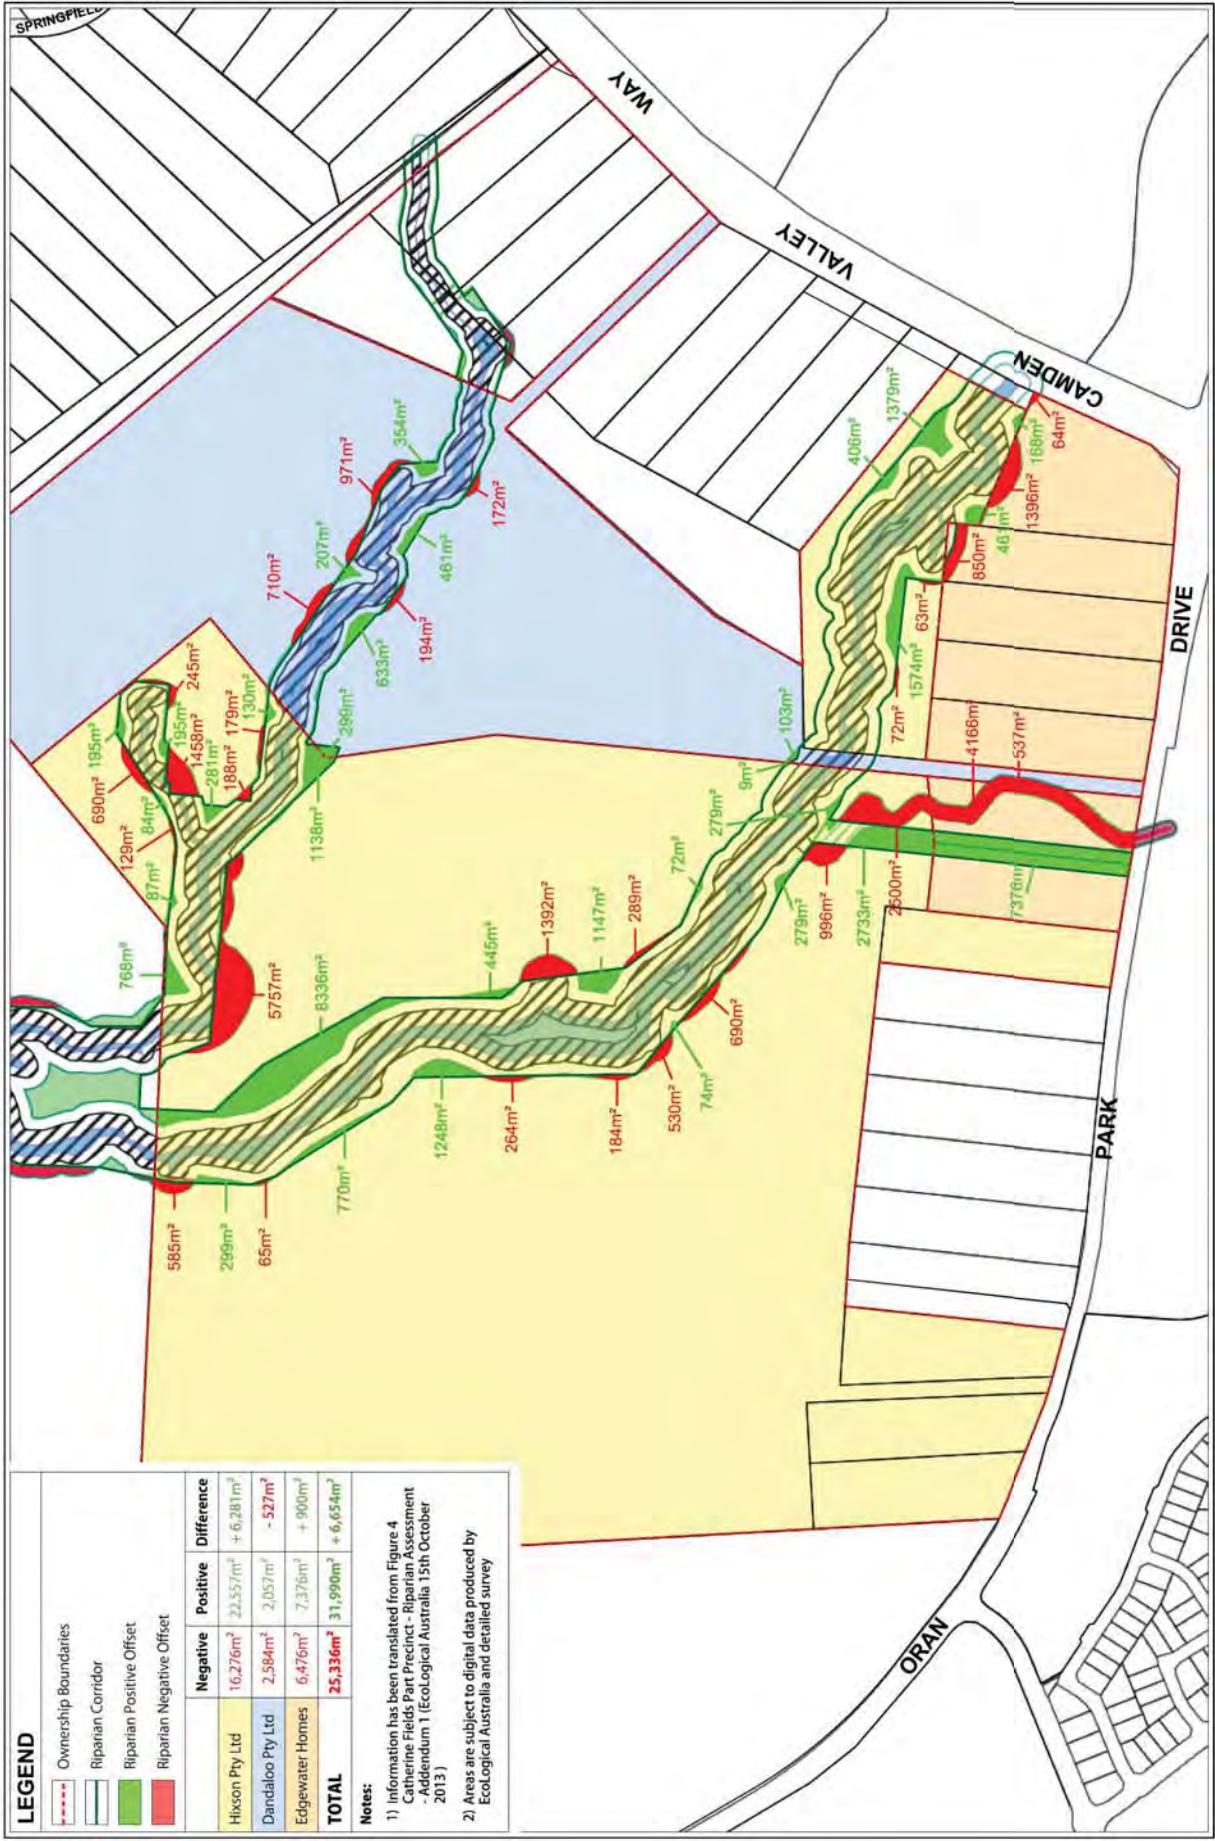 LEGEND
Ownership Boundaries
Riparian Corridor
Riparian Positive Offset
Riparian Negative Offset
Negative Positive Difference
Hixson Pty Ltd 16,276m² 22,557m² + 6,281m²
Dandaloo Pty Ltd 2,584m² 2,057m² - 527m²
Edgewater Homes 6,476m² 7,376m² + 900m²
TOTAL 25,336m² 31,990m² + 6,654m²
Notes:
1) Information has been translated from Figure 4
Catherine Fields Part Precinct - Riparian Assessment
- Addendum 1 (EcoLogical Australia 15th October
2013 )
2) Areas are subject to digital data produced by
EcoLogical Australia and detailed survey
SPRINGFIELD
CAMDEN
VALLEY
WAY
ORAN
PARK
DRIVE
585m²
299m²
65m²
770m²
1248m²
264m²
184m²
530m²
74m²
690m²
768m²
5757m²
8336m²
445m²
1392m²
1147m²
289m²
72m²
279m²
9m²
103m²
279m²
996m²
2733m²
2500m²
7376m²
4166m²
537m²
87m²
129m²
84m²
690m²
195m²
195m²
245m²
1458m²
281m²
188m²
179m²
130m²
1138m²
299m²
710m²
207m²
971m²
354m²
633m²
194m²
461m²
172m²
406m²
1379m²
72m²
1574m²
63m²
850m²
461m²
1396m²
168m²
64m²